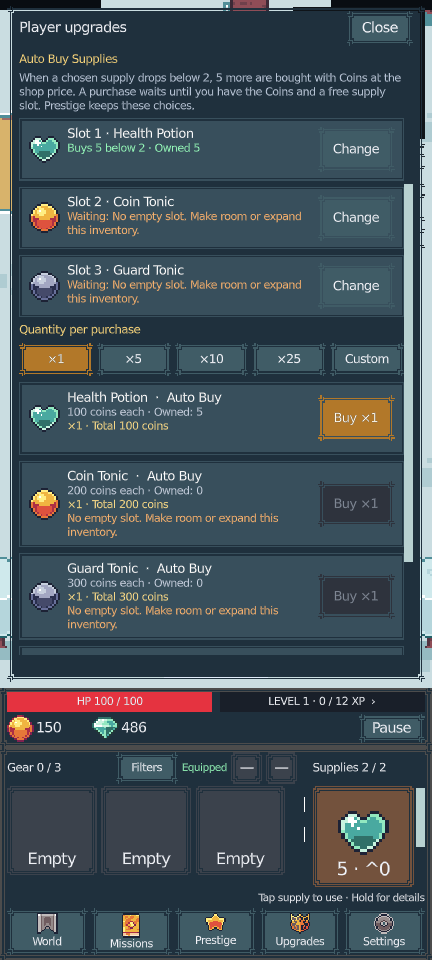 Player upgrades
Close
Auto Buy Supplies
When a chosen supply drops below 2, 5 more are bought with Coins at the
shop price. A purchase waits until you have the Coins and a free supply
slot. Prestige keeps these choices.
Slot 1 · Health Potion
Buys 5 below 2 · Owned 5
Change
Slot 2 · Coin Tonic
Waiting: No empty slot. Make room or expand
this inventory.
Change
Slot 3 · Guard Tonic
Waiting: No empty slot. Make room or expand
this inventory.
Change
Quantity per purchase
×1
×5
×10
×25
Custom
Health Potion · Auto Buy
100 coins each · Owned: 5
×1 · Total 100 coins
Buy ×1
Coin Tonic · Auto Buy
200 coins each · Owned: 0
×1 · Total 200 coins
No empty slot. Make room or expand this
inventory.
Buy ×1
Guard Tonic · Auto Buy
300 coins each · Owned: 0
×1 · Total 300 coins
No empty slot. Make room or expand this
inventory.
Buy ×1
HP 100 / 100
LEVEL 1 · 0 / 12 XP ›
150
486
Pause
Gear 0 / 3
Filters
Equipped
—
—
Supplies 2 / 2
Empty
Empty
Empty
5 · ^0
Tap supply to use · Hold for details
World
Missions
Prestige
Upgrades
Settings